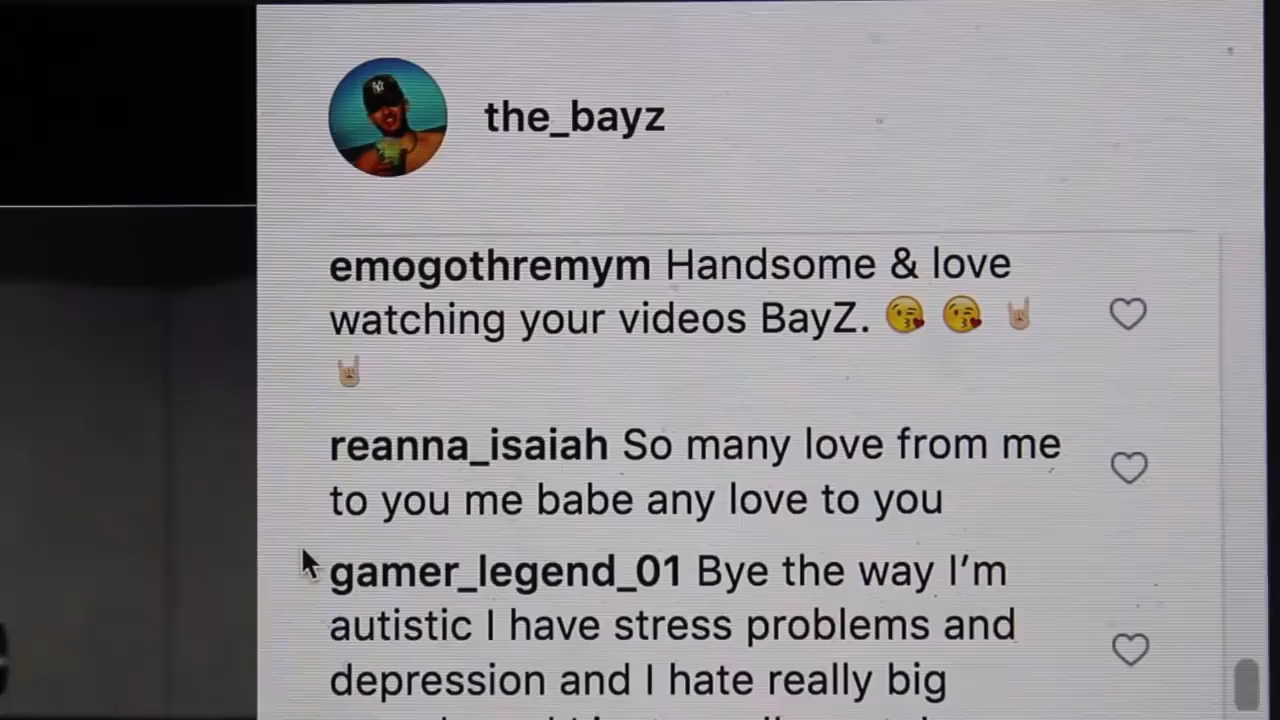 the_bayz
emogothremym Handsome & love
watching your videos BayZ. 😘 😘 🤘🏼
🤘🏼
reanna_isaiah So many love from me
to you me babe any love to you
gamer_legend_01 Bye the way I’m
autistic I have stress problems and
depression and I hate really big